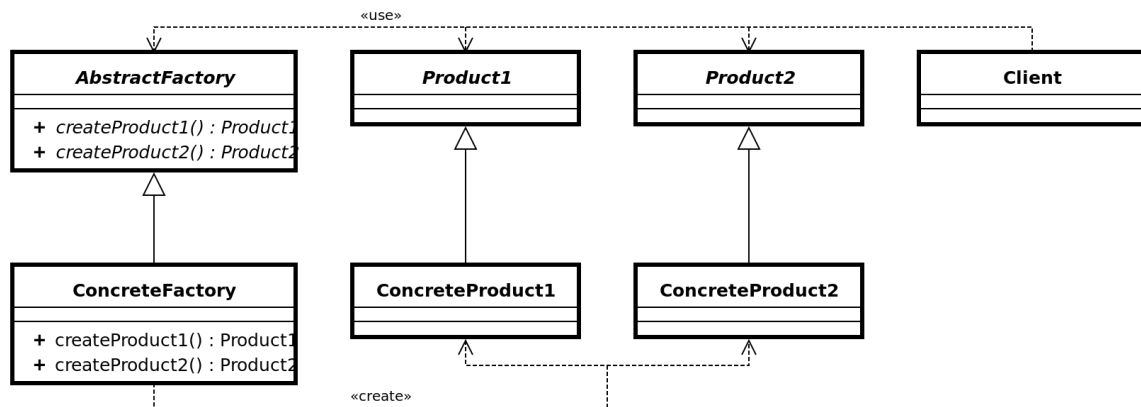 «use»
AbstractFactory
Product1
Product2
Client
+ createProduct1() : Product1
+ createProduct2() : Product2
ConcreteFactory
ConcreteProduct1
ConcreteProduct2
+ createProduct1() : Product1
+ createProduct2() : Product2
«create»